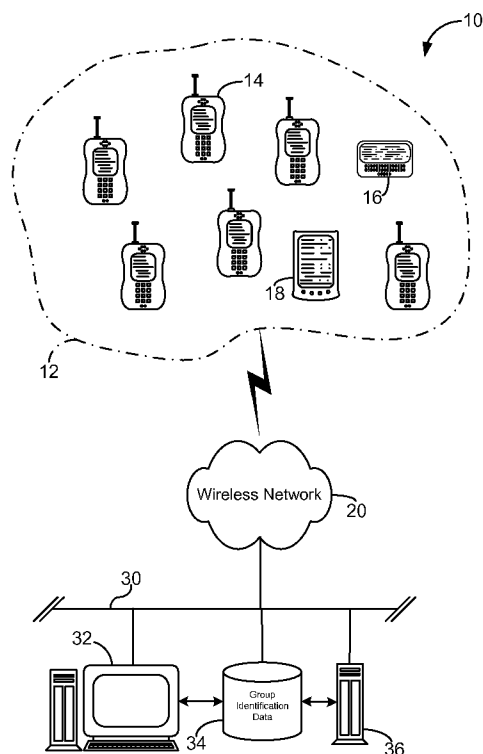 10
14
16
18
12
Wireless Network
20
30
32
Group
Identification
Data
34
36